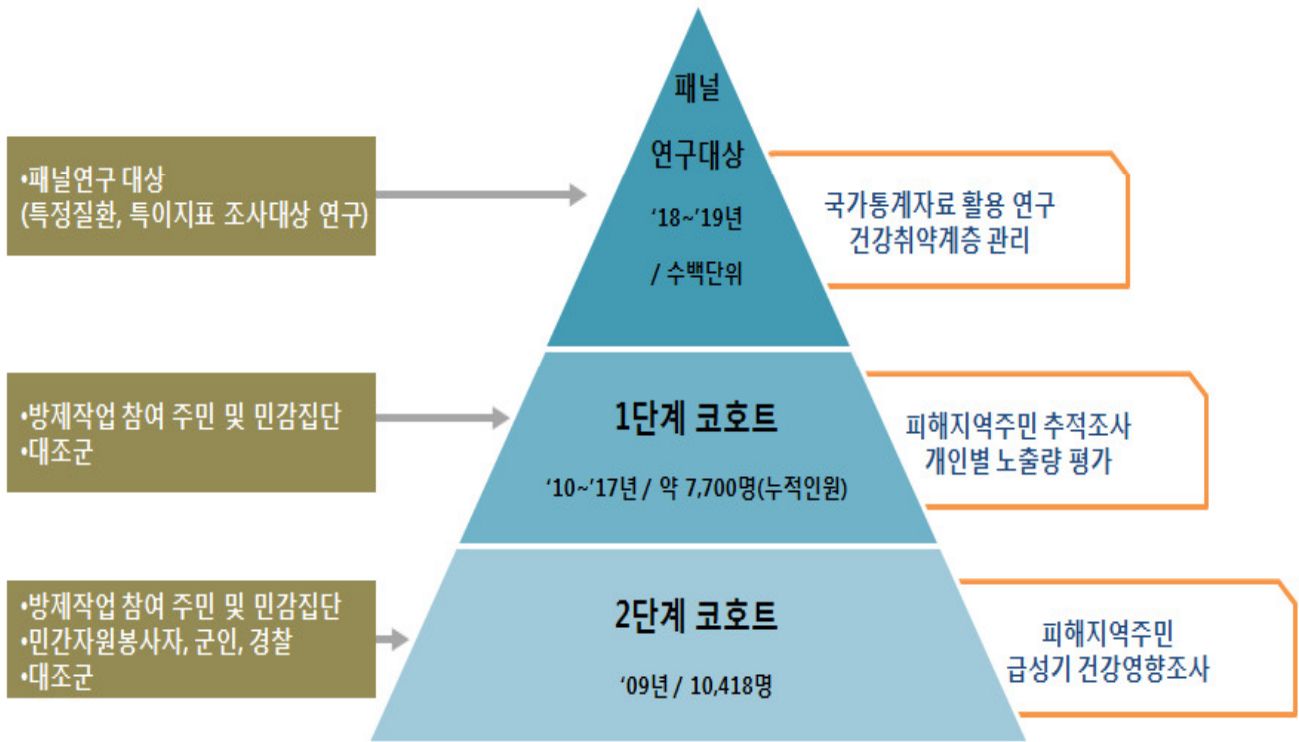 패널
연구대상
‘18~’19년
/ 수백단위
•패널연구 대상
(특정질환, 특이지표 조사대상 연구)
국가통계자료 활용 연구
건강취약계층 관리
1단계 코호트
‘10~’17년 / 약 7,700명(누적인원)
•방제작업 참여 주민 및 민감집단
•대조군
피해지역주민 추적조사
개인별 노출량 평가
2단계 코호트
‘09년 / 10,418명
•방제작업 참여 주민 및 민감집단
•민간자원봉사자, 군인, 경찰
•대조군
피해지역주민
급성기 건강영향조사